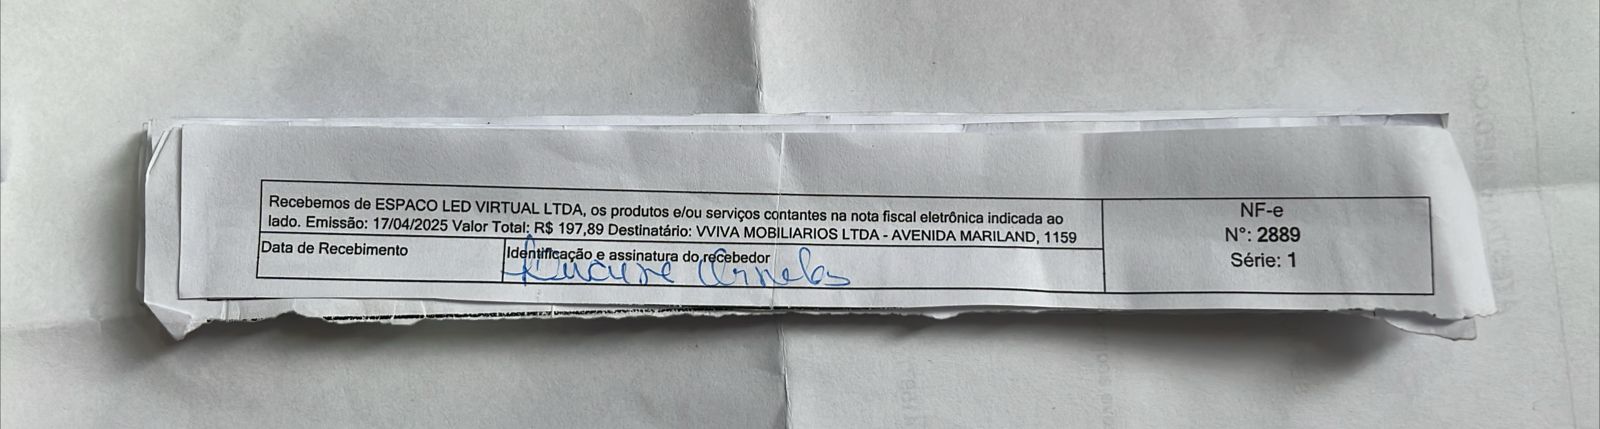 Recebemos de ESPACO LED VIRTUAL LTDA, os produtos e/ou serviços contantes na nota fiscal eletrônica indicada ao
lado. Emissão: 17/04/2025 Valor Total: R$ 197,89 Destinatário: VVIVA MOBILIARIOS LTDA - AVENIDA MARILAND, 1159
Data de Recebimento
Identificação e assinatura do recebedor
NF-e
N°: 2889
Série: 1